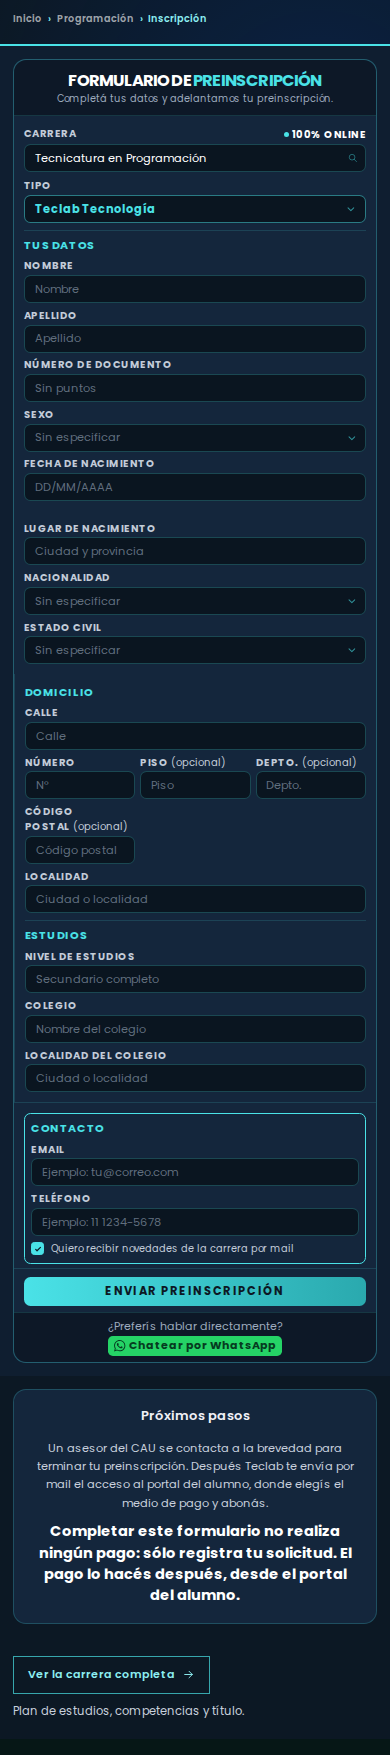 Inicio › Programación › Inscripción
FORMULARIO DE PREINSCRIPCIÓN
Completá tus datos y adelantamos tu preinscripción.
CARRERA 100% ONLINE
Tecnicatura en Programación
TIPO
Teclab Tecnología
TUS DATOS
NOMBRE
Nombre
APELLIDO
Apellido
NÚMERO DE DOCUMENTO
Sin puntos
SEXO
Sin especificar
FECHA DE NACIMIENTO
DD/MM/AAAA
LUGAR DE NACIMIENTO
Ciudad y provincia
NACIONALIDAD
Sin especificar
ESTADO CIVIL
Sin especificar
DOMICILIO
CALLE
Calle
NÚMERO PISO (opcional) DEPTO. (opcional)
Nº Piso Depto.
CÓDIGO
POSTAL (opcional)
Código postal
LOCALIDAD
Ciudad o localidad
ESTUDIOS
NIVEL DE ESTUDIOS
Secundario completo
COLEGIO
Nombre del colegio
LOCALIDAD DEL COLEGIO
Ciudad o localidad
CONTACTO
EMAIL
Ejemplo: tu@correo.com
TELÉFONO
Ejemplo: 11 1234-5678
Quiero recibir novedades de la carrera por mail
ENVIAR PREINSCRIPCIÓN
¿Preferís hablar directamente?
Chatear por WhatsApp
Próximos pasos
Un asesor del CAU se contacta a la brevedad para
terminar tu preinscripción. Después Teclab te envía por
mail el acceso al portal del alumno, donde elegís el
medio de pago y abonás.
Completar este formulario no realiza
ningún pago: sólo registra tu solicitud. El
pago lo hacés después, desde el portal
del alumno.
Ver la carrera completa →
Plan de estudios, competencias y título.